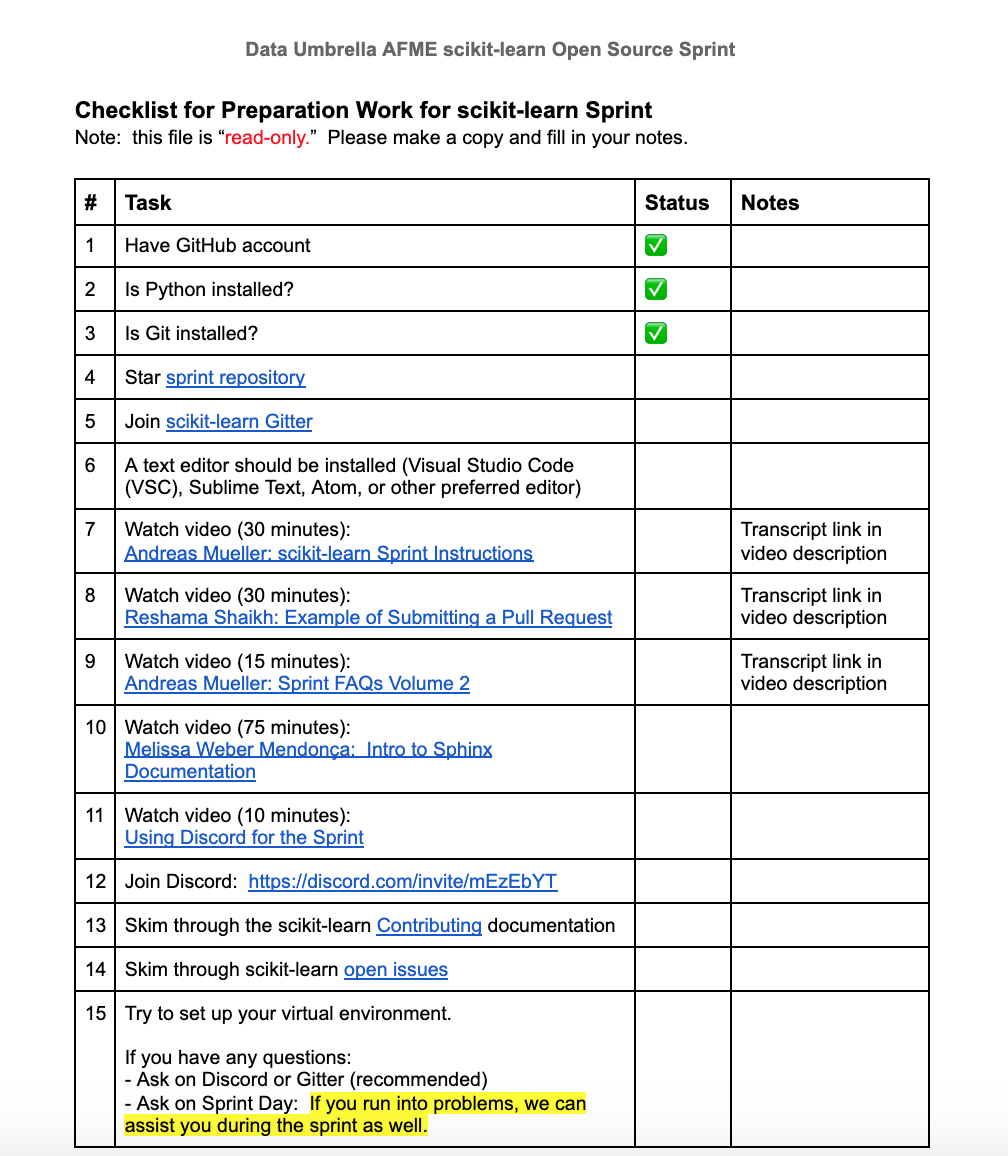 Data Umbrella AFME scikit-learn Open Source Sprint
Checklist for Preparation Work for scikit-learn Sprint
Note:  this file is “read-only.”  Please make a copy and fill in your notes.
# Task Status Notes
1 Have GitHub account ✅
2 Is Python installed? ✅
3 Is Git installed? ✅
4 Star sprint repository
5 Join scikit-learn Gitter
6 A text editor should be installed (Visual Studio Code
(VSC), Sublime Text, Atom, or other preferred editor)
7 Watch video (30 minutes): Transcript link in
Andreas Mueller: scikit-learn Sprint Instructions video description
8 Watch video (30 minutes): Transcript link in
Reshama Shaikh: Example of Submitting a Pull Request video description
9 Watch video (15 minutes): Transcript link in
Andreas Mueller: Sprint FAQs Volume 2 video description
10 Watch video (75 minutes):
Melissa Weber Mendonça:  Intro to Sphinx
Documentation
11 Watch video (10 minutes):
Using Discord for the Sprint
12 Join Discord:  https://discord.com/invite/mEzEbYT
13 Skim through the scikit-learn Contributing documentation
14 Skim through scikit-learn open issues
15 Try to set up your virtual environment.
If you have any questions:
- Ask on Discord or Gitter (recommended)
- Ask on Sprint Day:  If you run into problems, we can
assist you during the sprint as well.